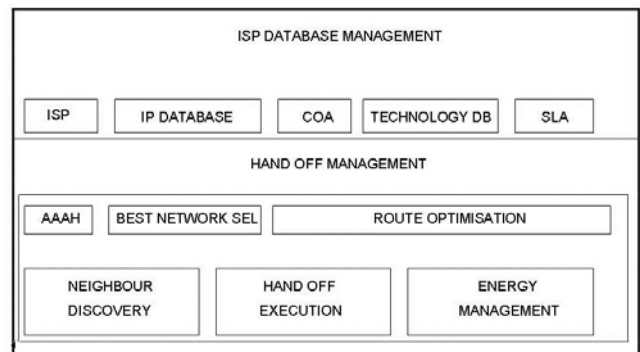 ISP DATABASE MANAGEMENT
ISP IP DATABASE COA TECHNOLOGY DB SLA
HAND OFF MANAGEMENT
AAAH BEST NETWORK SEL ROUTE OPTIMISATION
NEIGHBOUR HAND OFF ENERGY
DISCOVERY EXECUTION MANAGEMENT